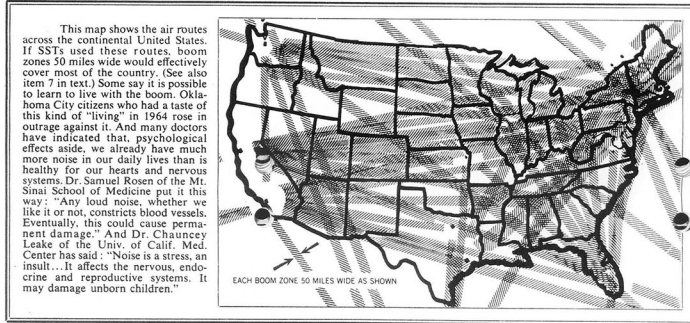 This map shows the air routes
across the continental United States.
If SSTs used these routes, boom
zones 50 miles wide would effectively
cover most of the country. (See also
item 7 in text.) Some say it is possible
to learn to live with the boom. Okla-
homa City citizens who had a taste of
this kind of "living" in 1964 rose in
outrage against it. And many doctors
have indicated that, psychological
effects aside, we already have much
more noise in our daily lives than is
healthy for our hearts and nervous
systems. Dr. Samuel Rosen of the Mt.
Sinai School of Medicine put it this
way: "Any loud noise, whether we
like it or not, constricts blood vessels.
Eventually, this could cause perma-
nent damage." And Dr. Chauncey
Leake of the Univ. of Calif. Med.
Center has said: "Noise is a stress, an
insult...It affects the nervous, endo-
crine and reproductive systems. It
may damage unborn children."
EACH BOOM ZONE 50 MILES WIDE AS SHOWN